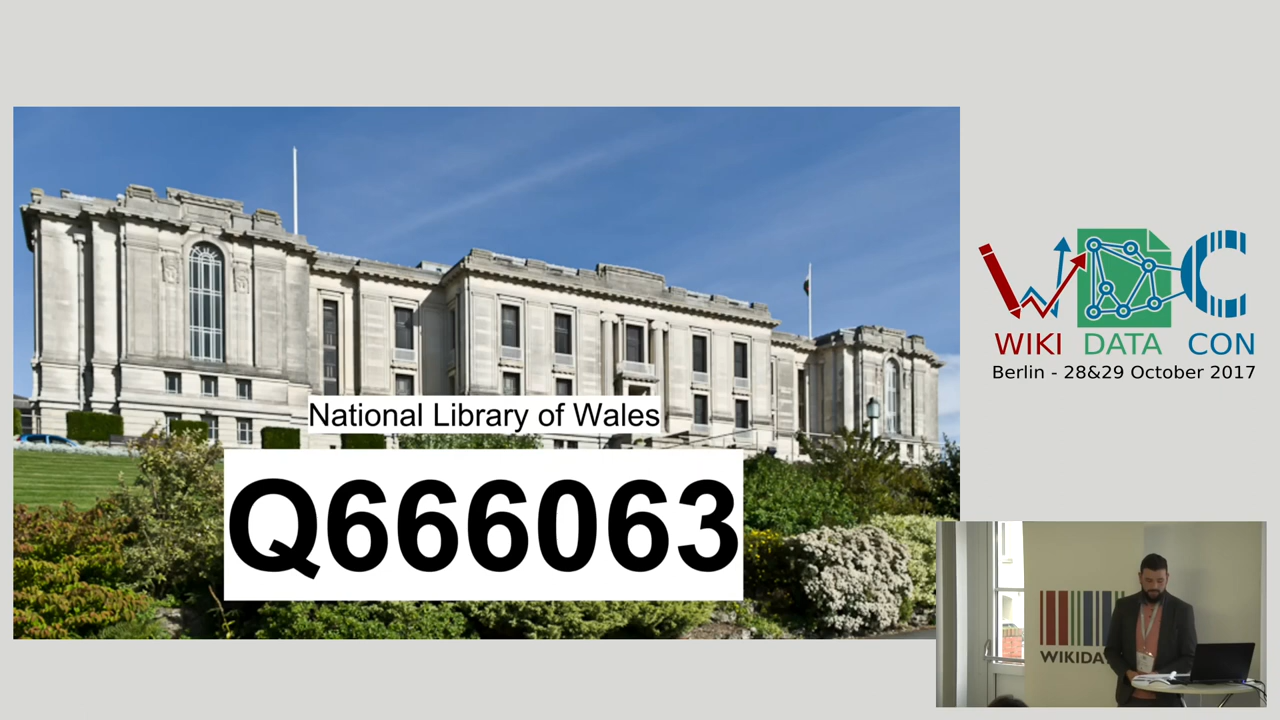 National Library of Wales
Q666063
WIKI DATA CON
Berlin - 28&29 October 2017
WIKIDA